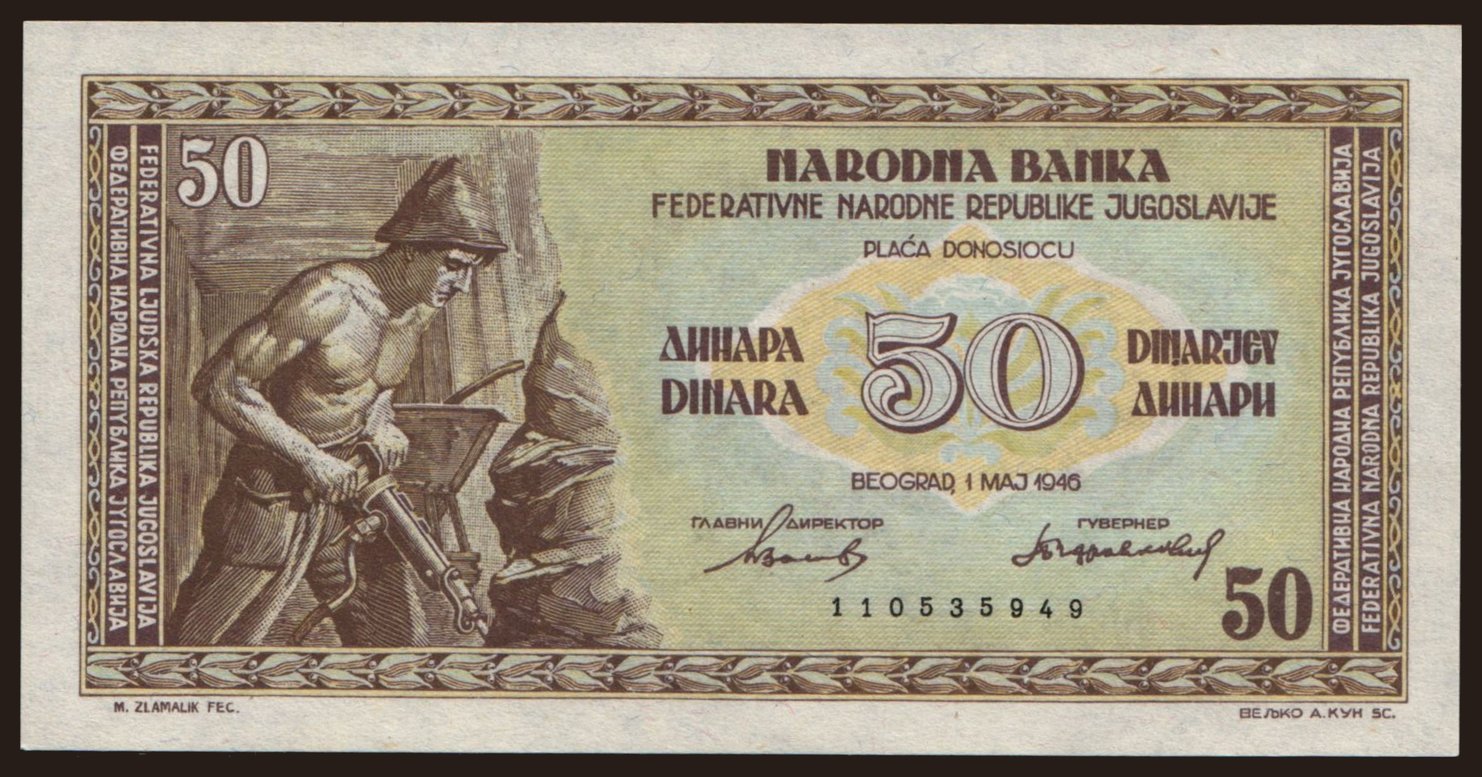 50
NARODNA BANKA
FEDERATIVNE NARODNE REPUBLIKE JUGOSLAVIJE
PLAĆA DONOSIOCU
ДИНАРА 50 DINARJEV
DINARA ДИНАРИ
BEOGRAD, 1 MAJ 1946
ГЛАВНИ ДИРЕКТОР ГУВЕРНЕР
110535949
50
ФЕДЕРАТИВНА НАРОДНА РЕПУБЛИКА ЈУГОСЛАВИЈА
FEDERATIVNA LJUDSKA REPUBLIKA JUGOSLAVIJA
ФЕДЕРАТИВНА НАРОДНА РЕПУБЛИКА ЈУГОСЛАВИЈА
FEDERATIVNA NARODNA REPUBLIKA JUGOSLAVIJA
M. ZLAMALIK FEC.
ВЕЉКО А. КУН SC.